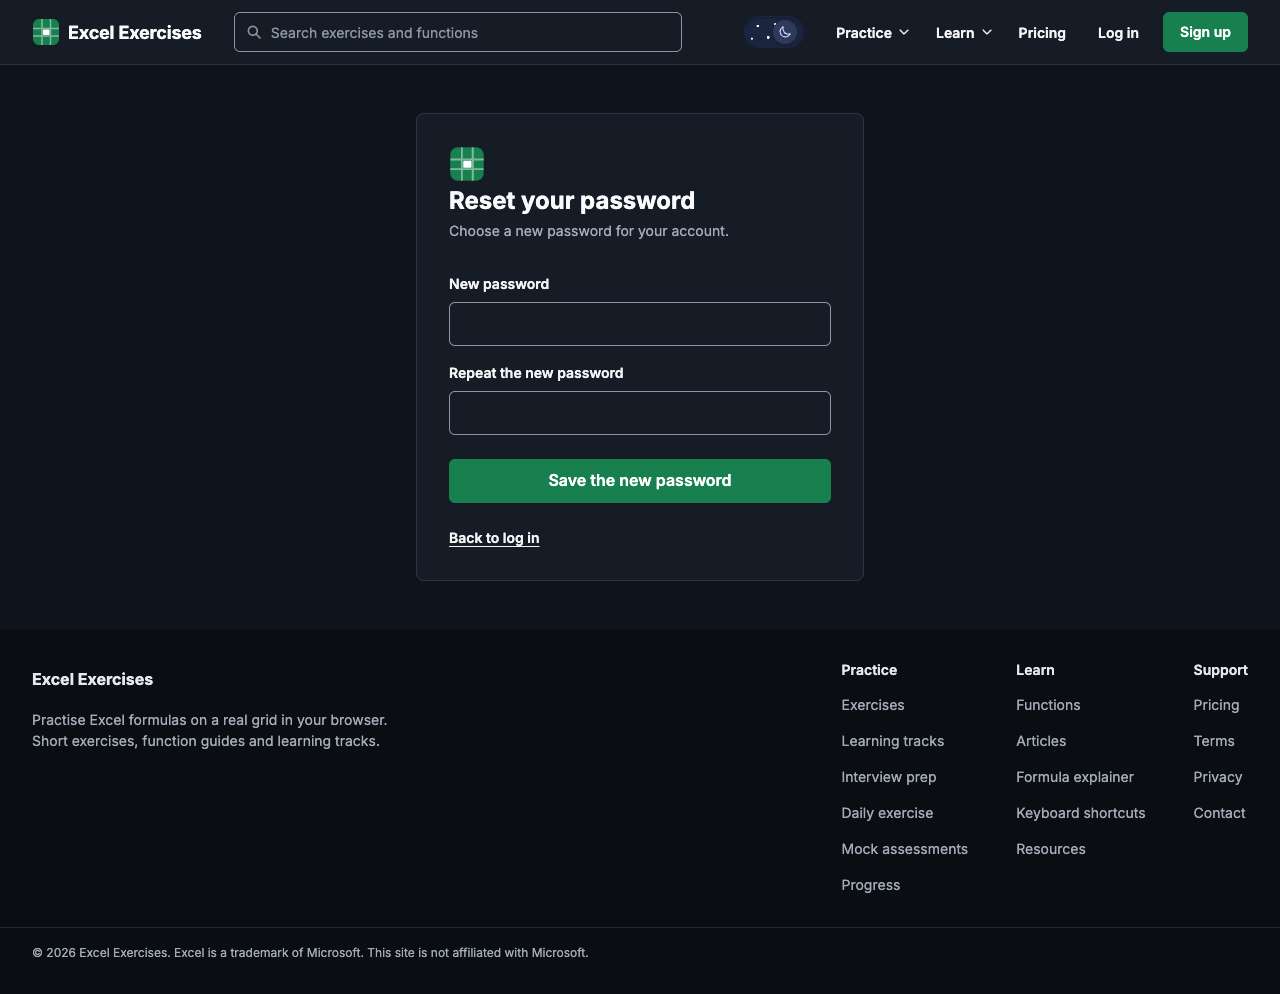 Excel Exercises
Search exercises and functions
Practice
Learn
Pricing
Log in
Sign up
Reset your password
Choose a new password for your account.
New password
Repeat the new password
Save the new password
Back to log in
Excel Exercises
Practise Excel formulas on a real grid in your browser.
Short exercises, function guides and learning tracks.
Practice
Exercises
Learning tracks
Interview prep
Daily exercise
Mock assessments
Progress
Learn
Functions
Articles
Formula explainer
Keyboard shortcuts
Resources
Support
Pricing
Terms
Privacy
Contact
© 2026 Excel Exercises. Excel is a trademark of Microsoft. This site is not affiliated with Microsoft.